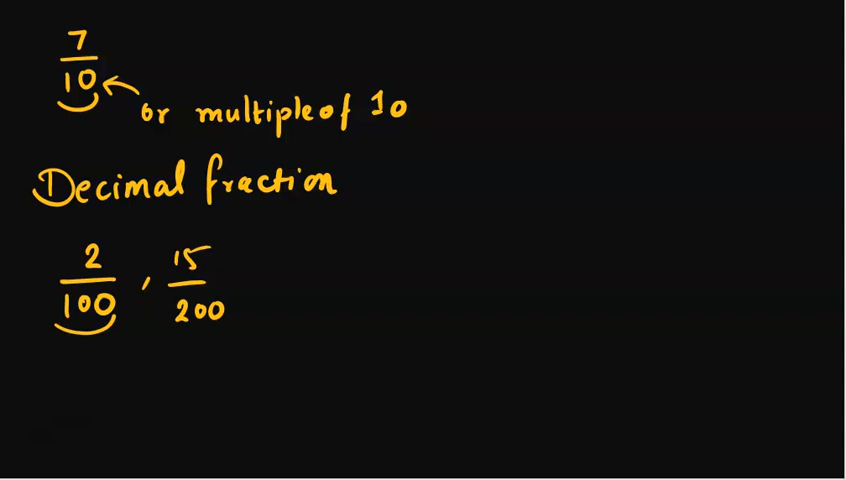 7/10
or multiple of 10
Decimal fraction
2/100 , 15/200